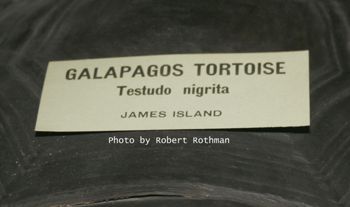 GALAPAGOS TORTOISE
Testudo nigrita
JAMES ISLAND
Photo by Robert Rothman